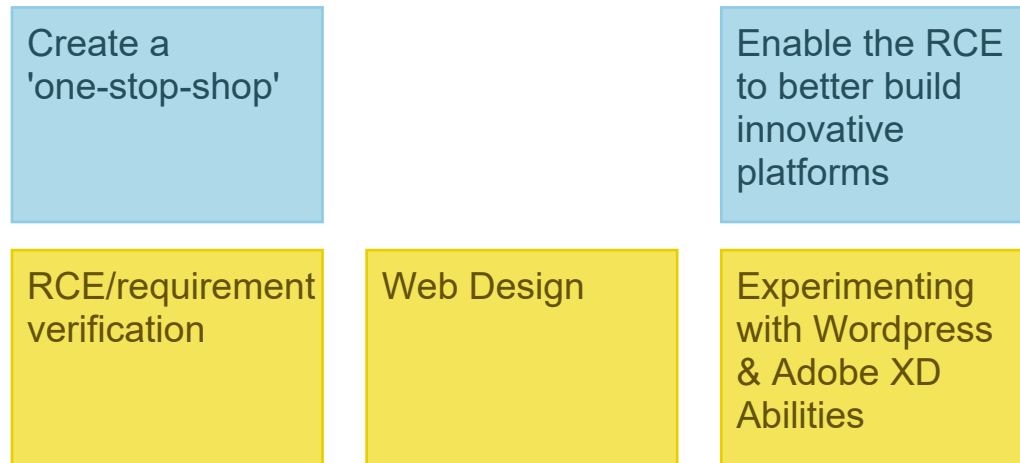 Create a
'one-stop-shop'
Enable the RCE
to better build
innovative
platforms
RCE/requirement
verification
Web Design
Experimenting
with Wordpress
& Adobe XD
Abilities